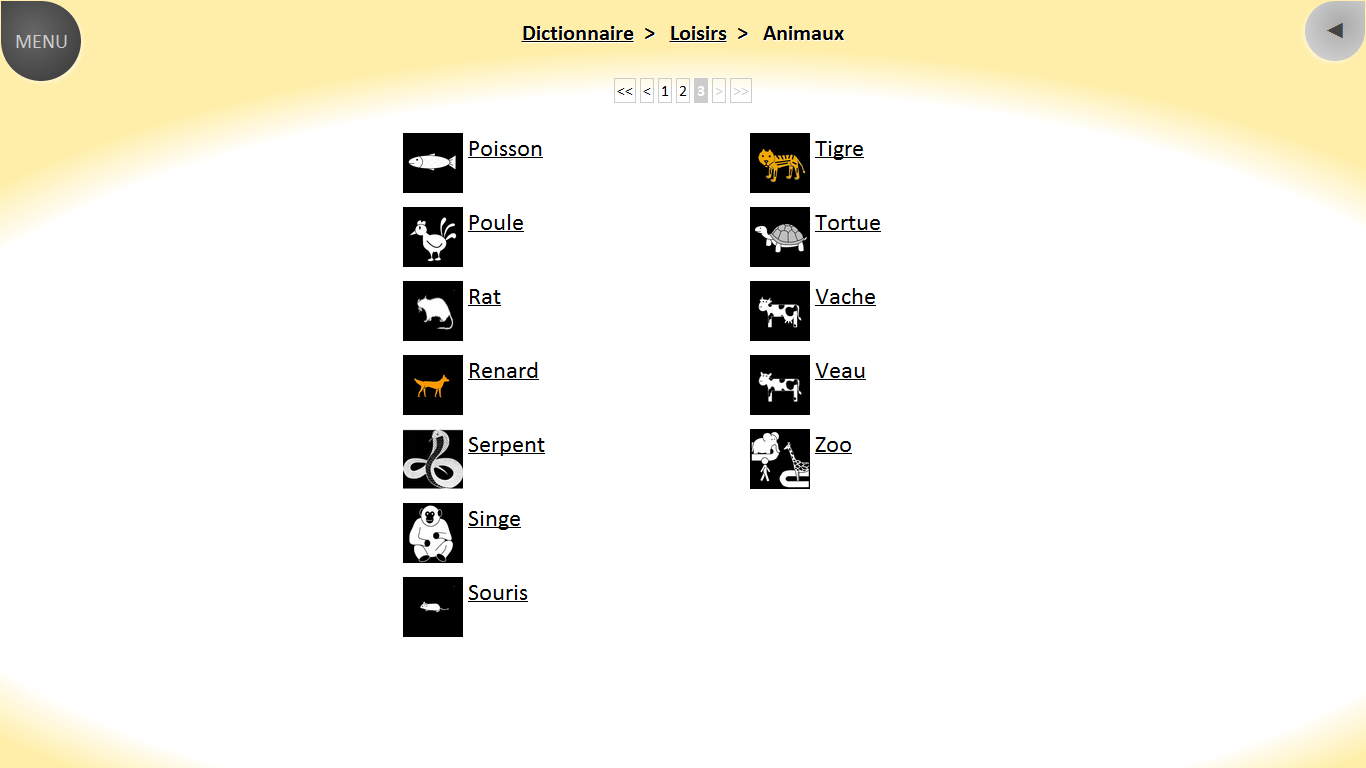 MENU
Dictionnaire > Loisirs > Animaux
<< < 1 2 3 > >>
Poisson
Poule
Rat
Renard
Serpent
Singe
Souris
Tigre
Tortue
Vache
Veau
Zoo